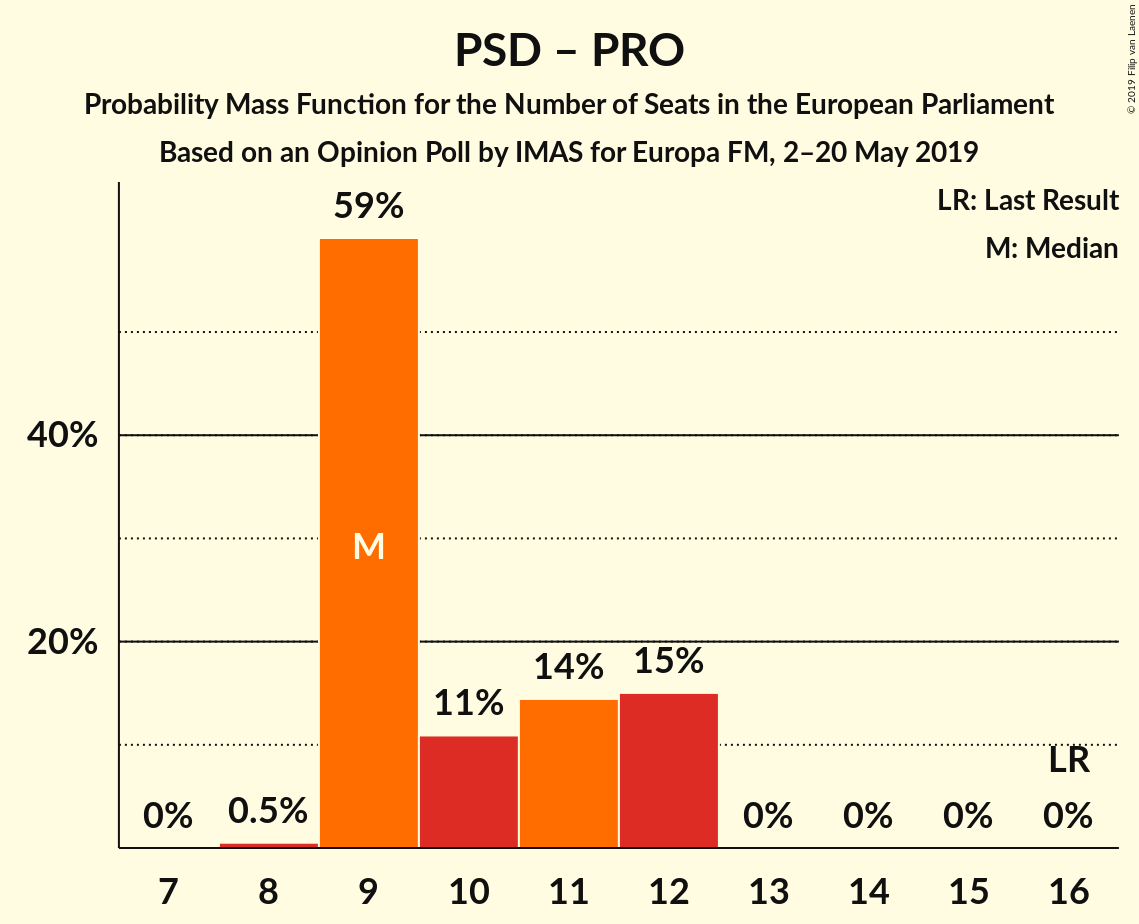 PSD – PRO
Probability Mass Function for the Number of Seats in the European Parliament
Based on an Opinion Poll by IMAS for Europa FM, 2–20 May 2019
© 2019 Filip van Laenen
LR: Last Result
M: Median
59%
40%
M
20%
15%
14%
11%
LR
0% 0.5% 0% 0% 0% 0%
7 8 9 10 11 12 13 14 15 16